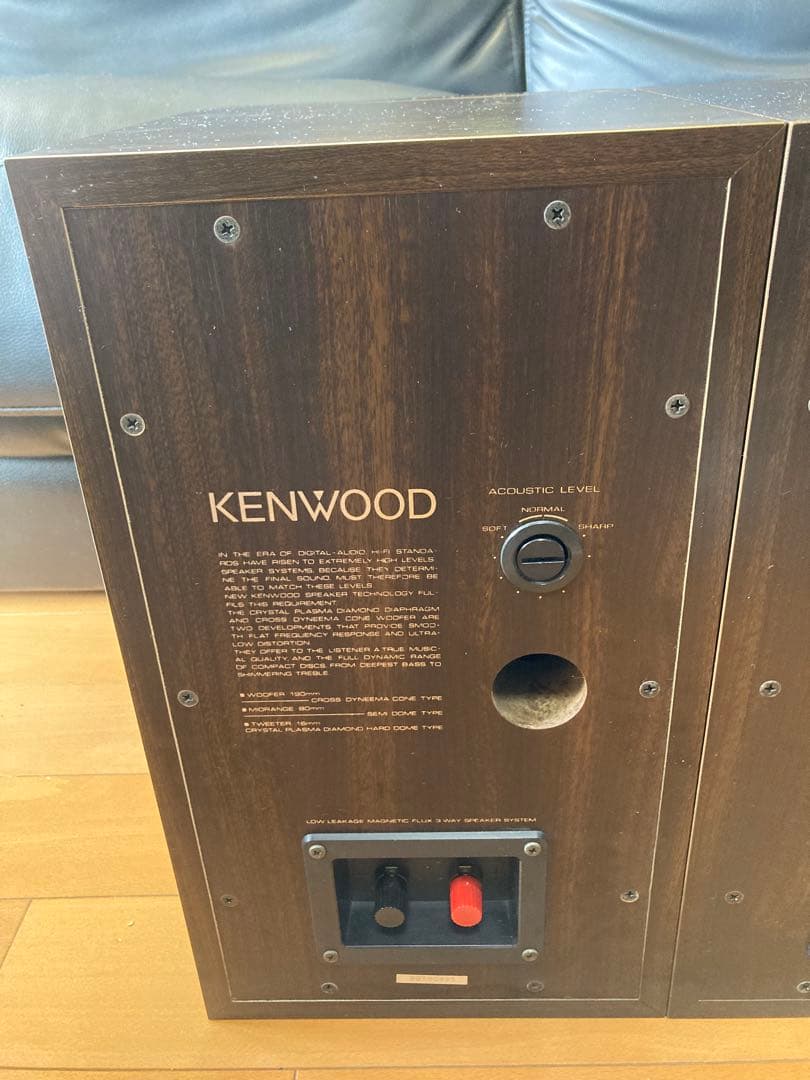 KENWOOD
IN THE ERA OF DIGITAL-AUDIO, HI-FI STANDA-
RDS HAVE RISEN TO EXTREMELY HIGH LEVELS.
SPEAKER SYSTEMS, BECAUSE THEY DETERMI-
NE THE FINAL SOUND, MUST THEREFORE BE
ABLE TO MATCH THESE LEVELS.
NEW KENWOOD SPEAKER TECHNOLOGY FUL-
FILS THIS REQUIREMENT.
THE CRYSTAL PLASMA DIAMOND DIAPHRAGM
AND CROSS DYNEEMA CONE WOOFER ARE
TWO DEVELOPMENTS THAT PROVIDE SMOO-
TH FLAT FREQUENCY RESPONSE AND ULTRA-
LOW DISTORTION.
THEY OFFER TO THE LISTENER A TRUE MUSIC-
AL QUALITY, AND THE FULL DYNAMIC RANGE
OF COMPACT DISCS, FROM DEEPEST BASS TO
SHIMMERING TREBLE.
WOOFER 190mm
CROSS DYNEEMA CONE TYPE
MIDRANGE 80mm
SEMI DOME TYPE
TWEETER 16mm
CRYSTAL PLASMA DIAMOND HARD DOME TYPE
ACOUSTIC LEVEL
NORMAL
SOFT SHARP
LOW LEAKAGE MAGNETIC FLUX 3 WAY SPEAKER SYSTEM